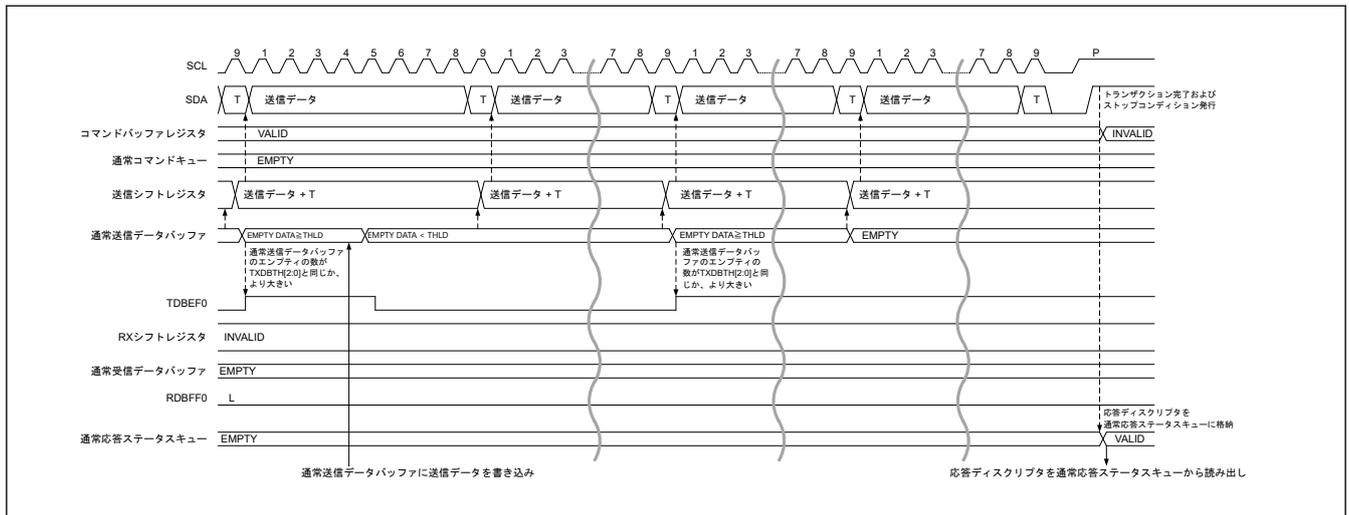 9 1 2 3 4 5 6 7 8 9 1 2 3 7 8 9 1 2 3 7 8 9 1 2 3 7 8 9 P
SCL
SDA T 送信データ T 送信データ T 送信データ T 送信データ T
トランザクション完了および
ストップコンディション発行
コマンドバッファレジスタ VALID INVALID
通常コマンドキュー EMPTY
送信シフトレジスタ 送信データ + T 送信データ + T 送信データ + T 送信データ + T
通常送信データバッファ EMPTY DATA≧THLD EMPTY DATA < THLD EMPTY DATA≧THLD EMPTY
通常送信データバッファ
のエンプティの数が
TXDBTH[2:0]と同じか、
より大きい
通常送信データバッ
ファのエンプティの
数がTXDBTH[2:0]と同
じか、より大きい
TDBEF0
RXシフトレジスタ INVALID
通常受信データバッファ EMPTY
RDBFF0 L
応答ディスクリプタを
通常応答ステータスキューに格納
通常応答ステータスキュー EMPTY VALID
通常送信データバッファに送信データを書き込み
応答ディスクリプタを通常応答ステータスキューから読み出し